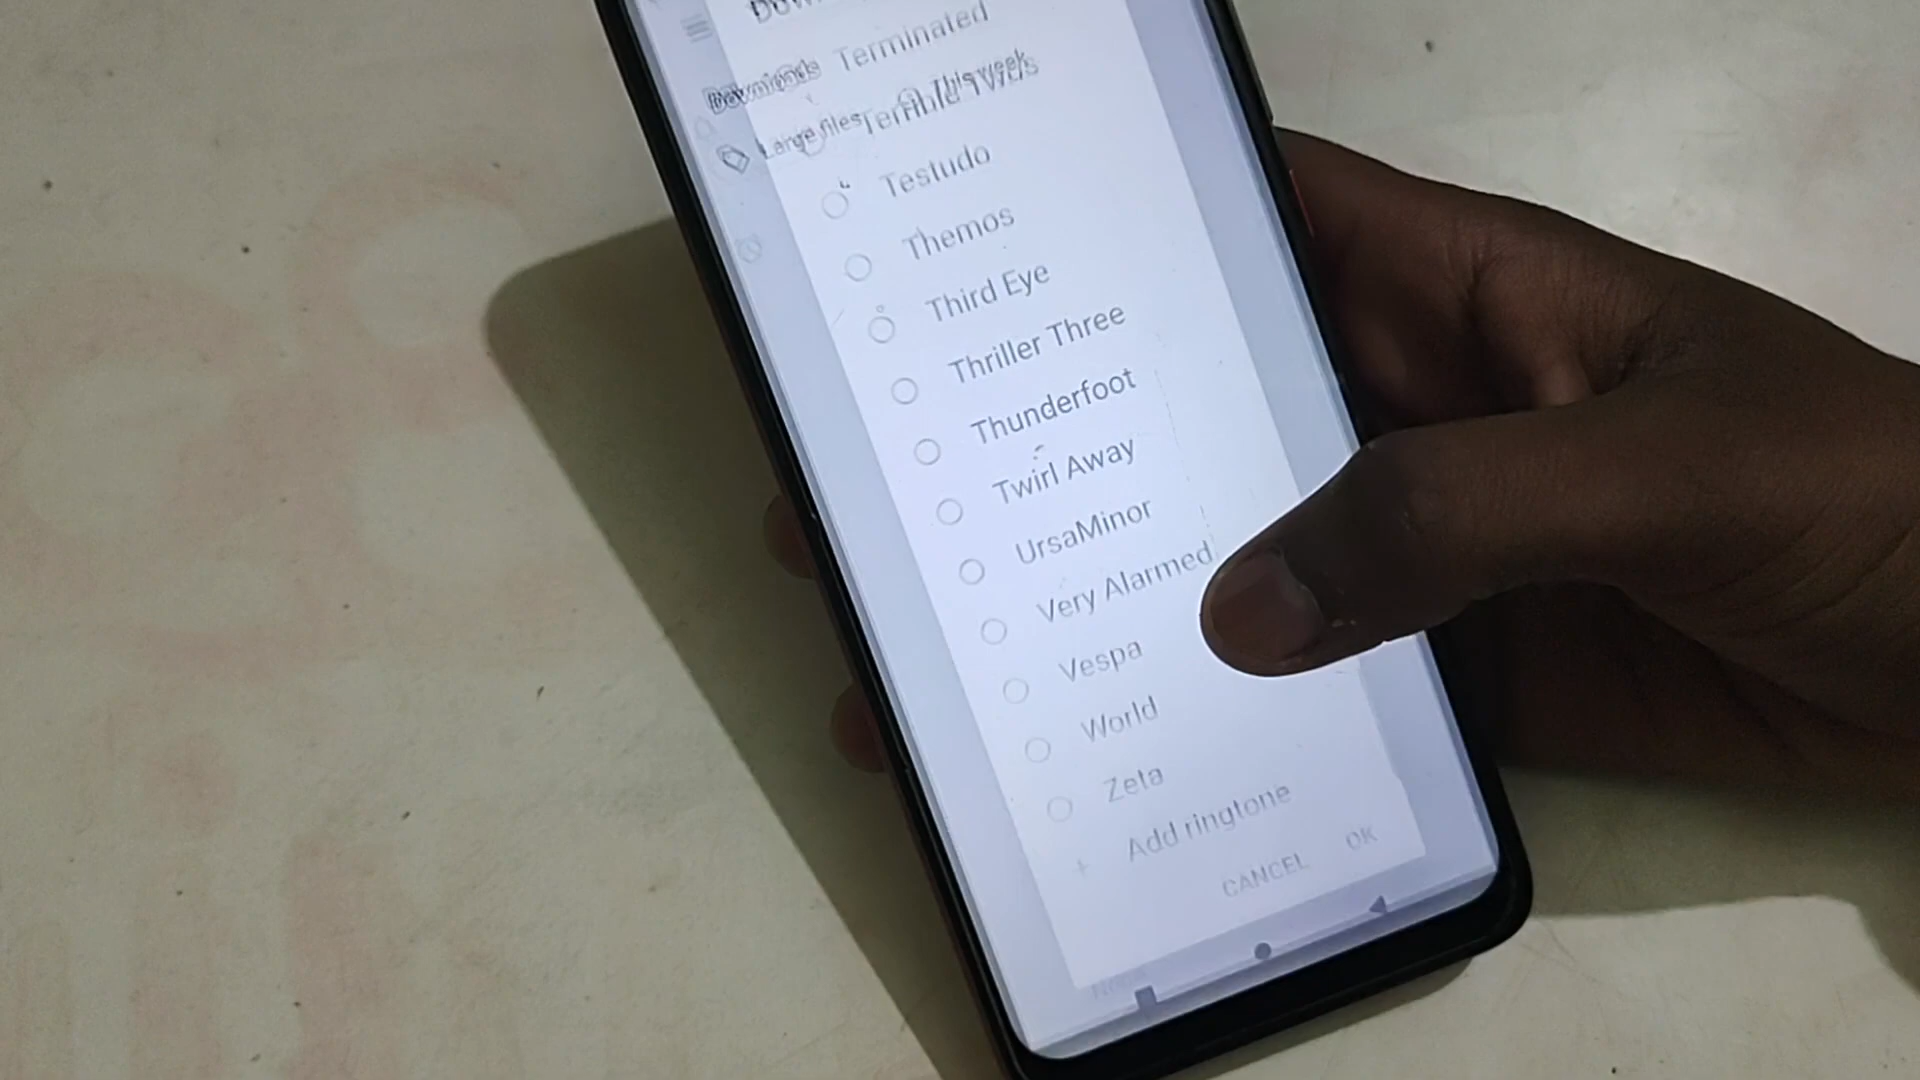 Terminated
Downloads
This week
Large files
Testudo
Themos
Third Eye
Thriller Three
Thunderfoot
Twirl Away
UrsaMinor
Very Alarmed
Vespa
World
Zeta
+ Add ringtone
CANCEL OK